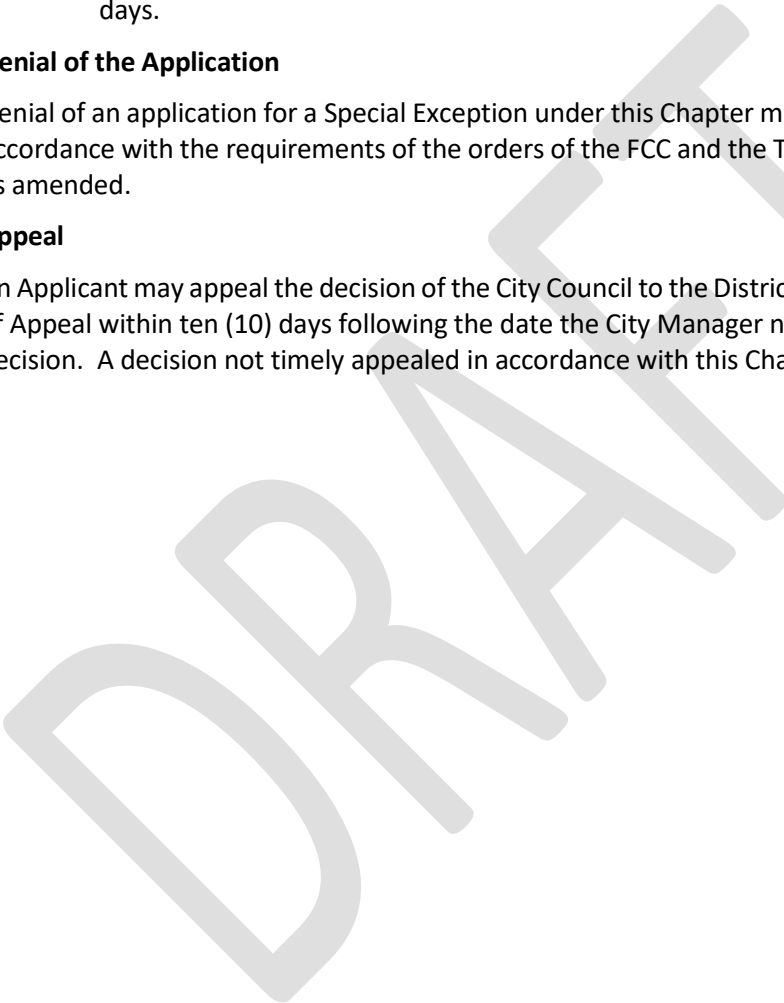 days.
enial of the Application
enial of an application for a Special Exception under this Chapter m
ccordance with the requirements of the orders of the FCC and the T
s amended.
ppeal
n Applicant may appeal the decision of the City Council to the Distric
f Appeal within ten (10) days following the date the City Manager n
ecision. A decision not timely appealed in accordance with this Cha
DRAFT